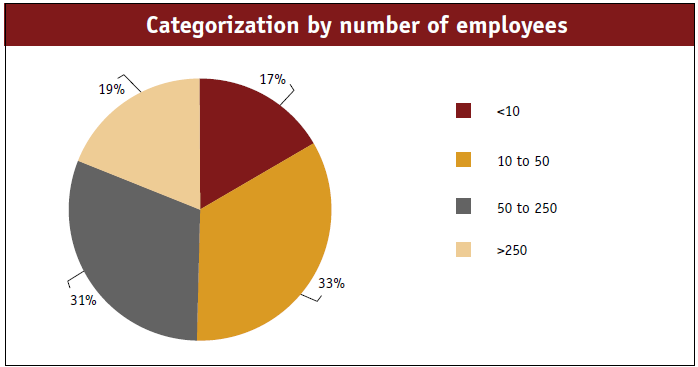 Categorization by number of employees
19%
17%
33%
31%
<10
10 to 50
50 to 250
>250